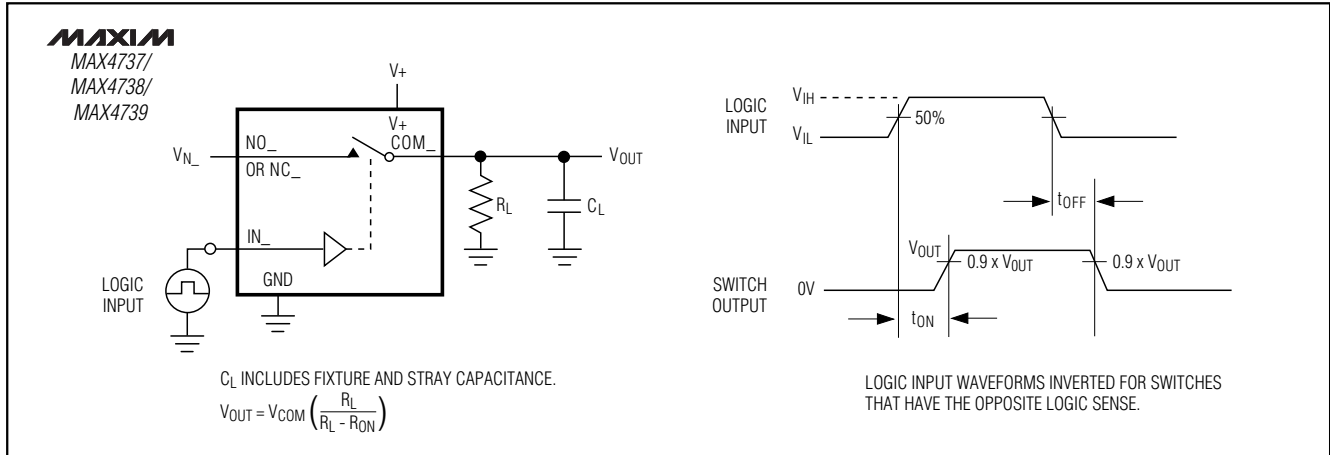 MAXIM
MAX4737/
MAX4738/
MAX4739
V+
V+
NO_
COM_
V_N_
OR NC_
V_OUT
R_L
C_L
IN_
LOGIC
INPUT
GND
C_L INCLUDES FIXTURE AND STRAY CAPACITANCE.
V_OUT = V_COM (R_L / R_L - R_ON)
LOGIC
INPUT
V_IH
V_IL
50%
t_OFF
V_OUT
0.9 x V_OUT
0.9 x V_OUT
SWITCH
OUTPUT
0V
t_ON
LOGIC INPUT WAVEFORMS INVERTED FOR SWITCHES
THAT HAVE THE OPPOSITE LOGIC SENSE.